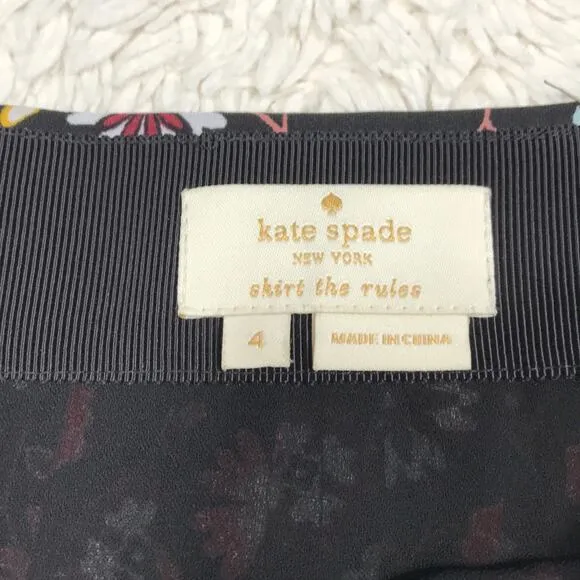 kate spade
NEW YORK
skirt the rules
4
MADE IN CHINA